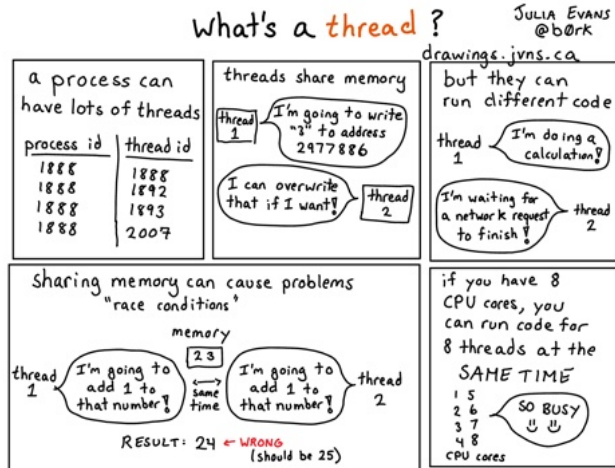 what's a thread?
JULIA EVANS
@b0rk
drawings.jvns.ca
a process can
have lots of threads
process id thread id
1888 1888
1888 1892
1888 1893
1888 2007
threads share memory
thread
1
I'm going to write
"3" to address
2977886
I can overwrite
that if I want!
thread
2
but they can
run different code
thread
1
I'm doing a
calculation!
I'm waiting for
a network request
to finish!
thread
2
sharing memory can cause problems
"race conditions"
memory
23
thread
1
I'm going to
add 1 to
that number!
same
time
I'm going to
add 1 to
that number!
thread
2
RESULT: 24 ← WRONG
(should be 25)
if you have 8
CPU cores, you
can run code for
8 threads at the
SAME TIME
1 5
2 6
3 7
4 8
CPU cores
SO BUSY